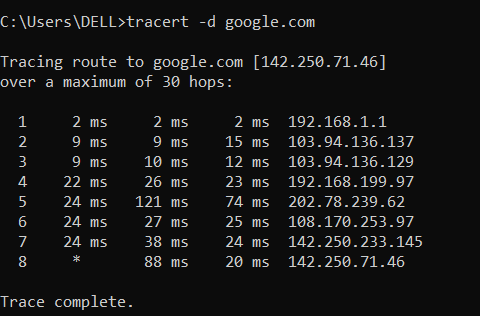 C:\Users\DELL>tracert -d google.com
Tracing route to google.com [142.250.71.46]
over a maximum of 30 hops:
1 2 ms 2 ms 2 ms 192.168.1.1
2 9 ms 9 ms 15 ms 103.94.136.137
3 9 ms 10 ms 12 ms 103.94.136.129
4 22 ms 26 ms 23 ms 192.168.199.97
5 24 ms 121 ms 74 ms 202.78.239.62
6 24 ms 27 ms 25 ms 108.170.253.97
7 24 ms 38 ms 24 ms 142.250.233.145
8 * 88 ms 20 ms 142.250.71.46
Trace complete.